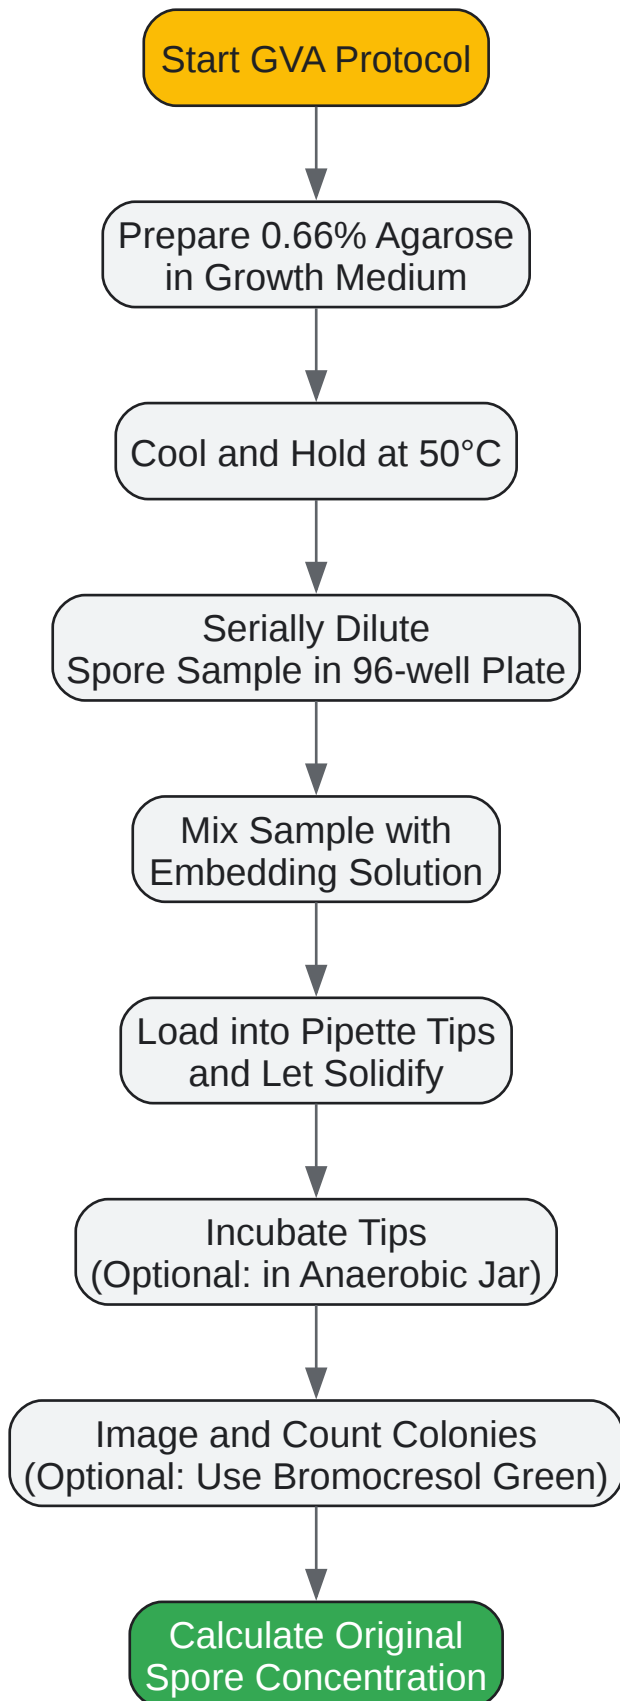 Start GVA Protocol
Prepare 0.66% Agarose
in Growth Medium
Cool and Hold at 50°C
Serially Dilute
Spore Sample in 96-well Plate
Mix Sample with
Embedding Solution
Load into Pipette Tips
and Let Solidify
Incubate Tips
(Optional: in Anaerobic Jar)
Image and Count Colonies
(Optional: Use Bromocresol Green)
Calculate Original
Spore Concentration